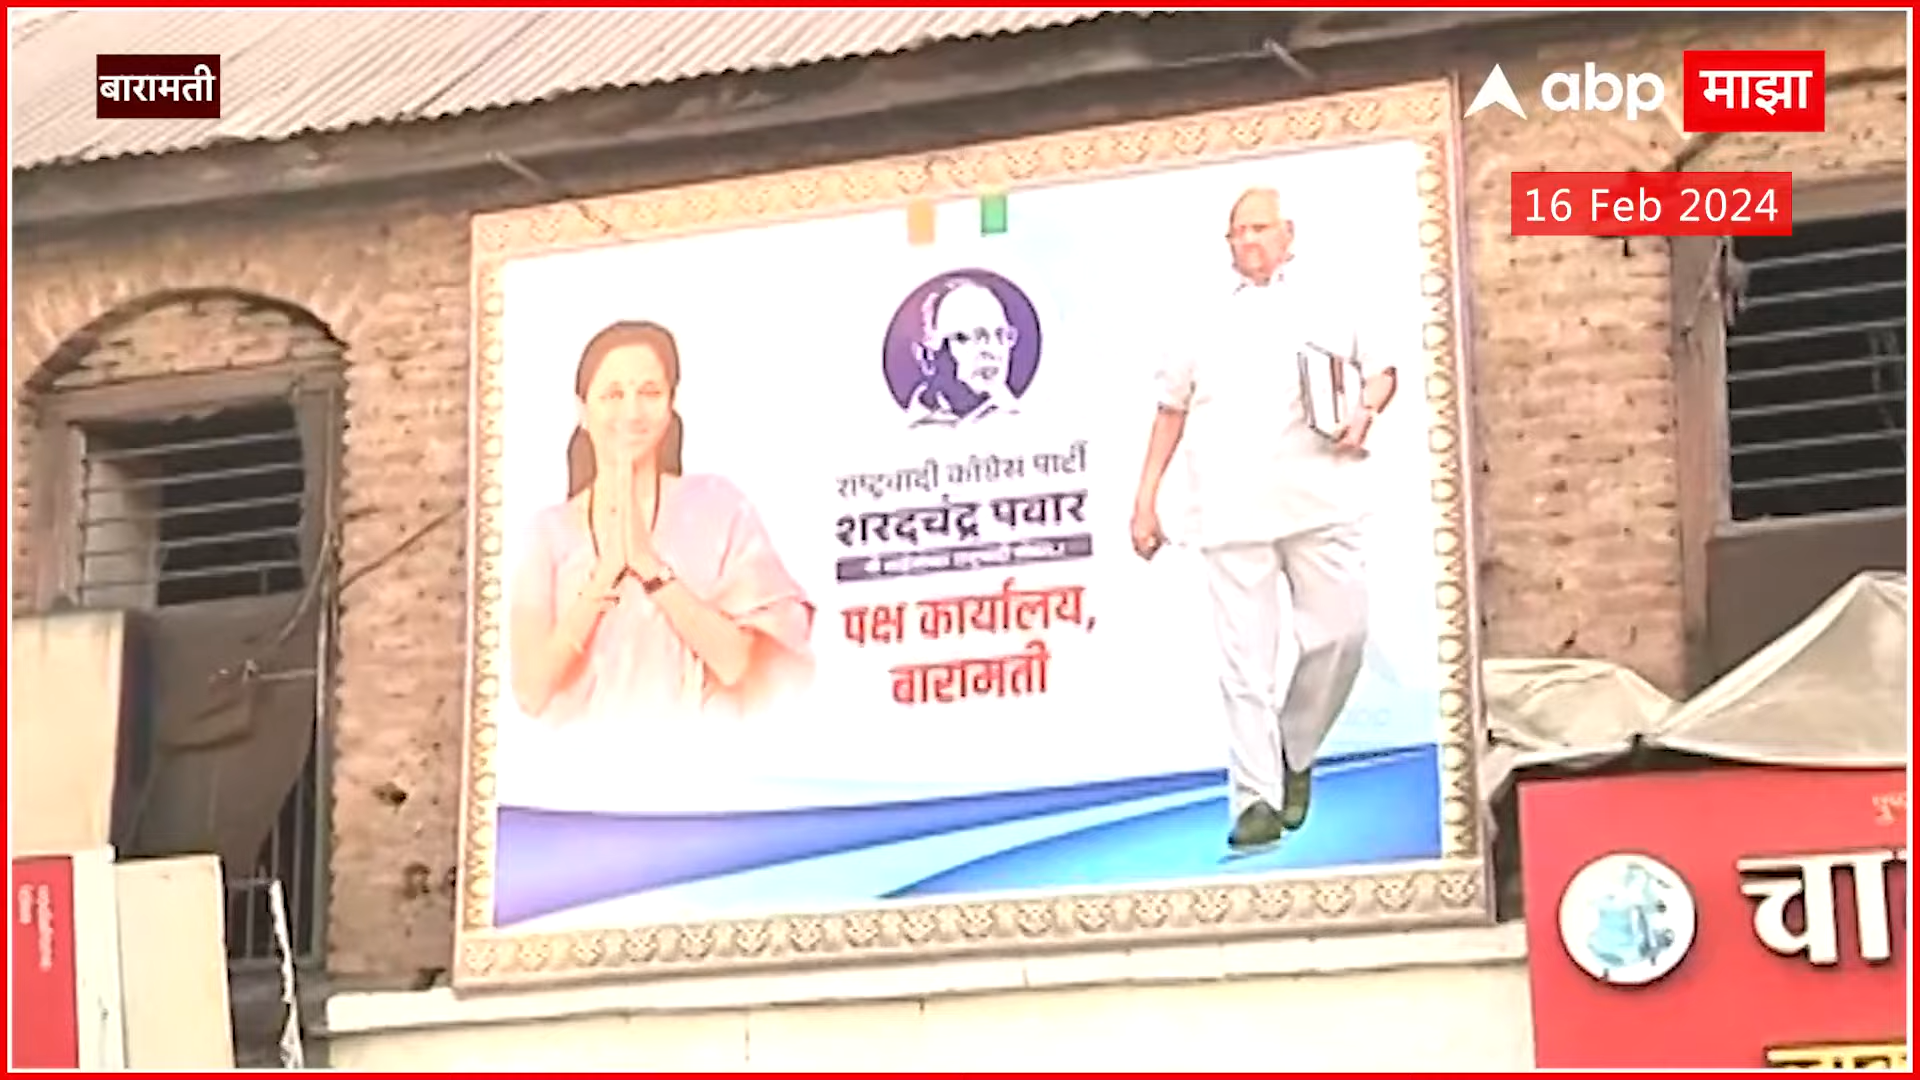 बारामती
abp माझा
16 Feb 2024
राष्ट्रवादी काँग्रेस पार्टी
शरदचंद्र पवार
पक्ष कार्यालय,
बारामती